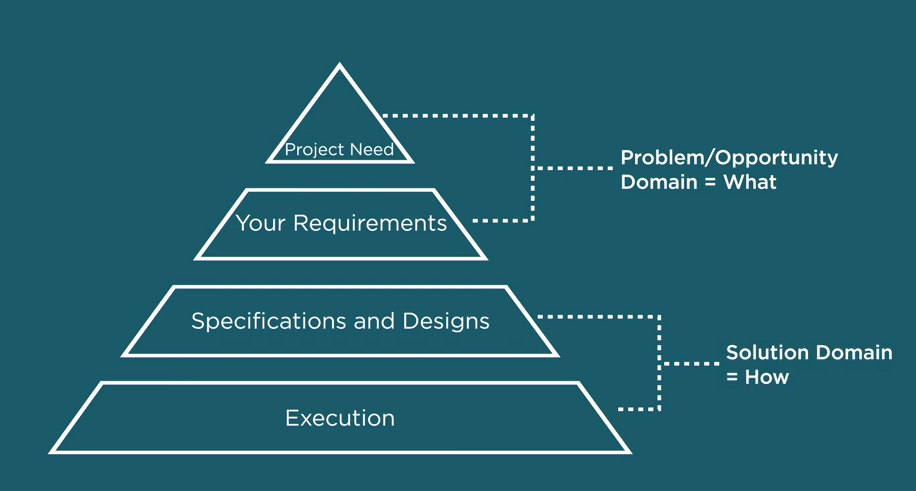 Project Need
Your Requirements
Problem/Opportunity
Domain = What
Specifications and Designs
Execution
Solution Domain
= How